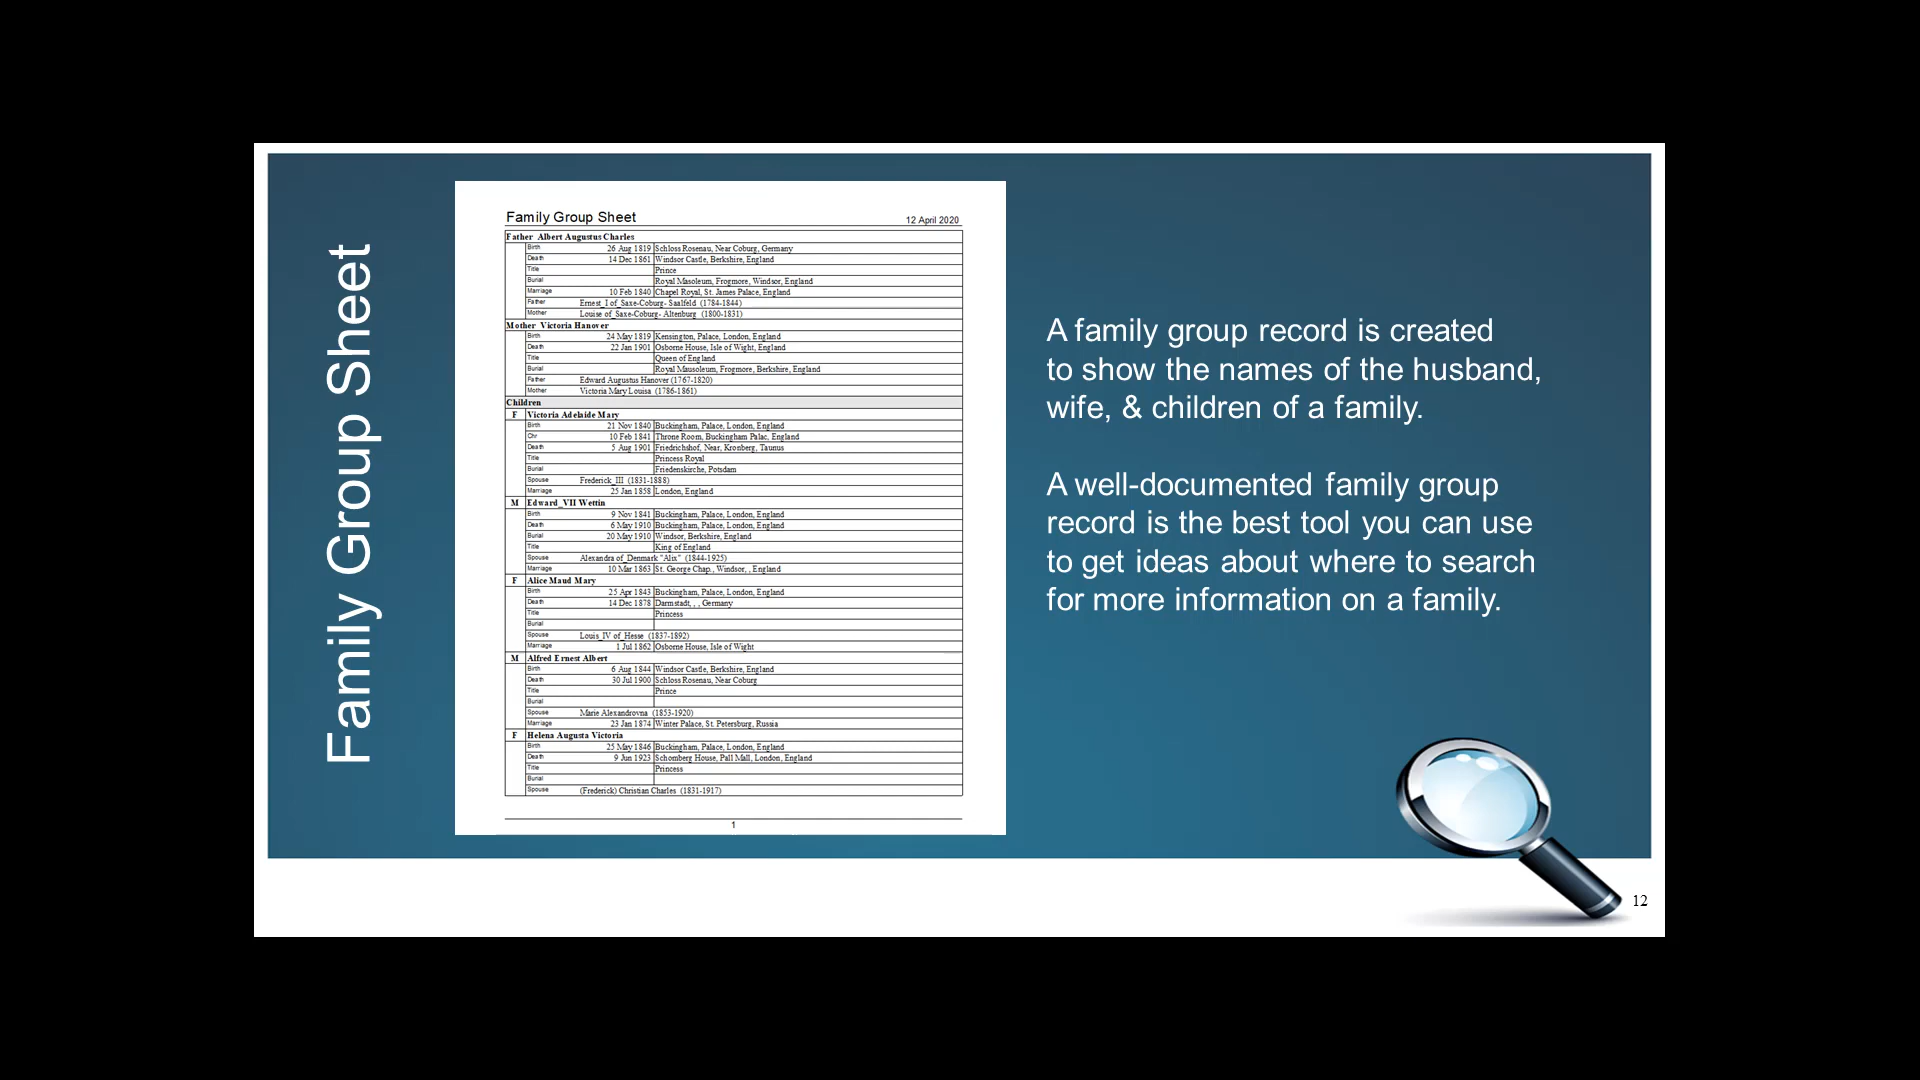 Family Group Sheet
Family Group Sheet 12 April 2020
Father Albert Augustus Charles
Birth 26 Aug 1819 Schloss Rosenau, Near Coburg, Germany
Death 14 Dec 1861 Windsor Castle, Berkshire, England
Title Prince
Burial Royal Masoleum, Frogmore, Windsor, England
Marriage 10 Feb 1840 Chapel Royal, St. James Palace, England
Father Ernest_I of_Saxe-Coburg- Saalfeld (1784-1844)
Mother Louise of_Saxe-Coburg- Altenburg (1800-1831)
Mother Victoria Hanover
Birth 24 May 1819 Kensington, Palace, London, England
Death 22 Jan 1901 Osborne House, Isle of Wight, England
Title Queen of England
Burial Royal Mausoleum, Frogmore, Berkshire, England
Father Edward Augustus Hanover (1767-1820)
Mother Victoria Mary Louisa (1786-1861)
Children
F Victoria Adelaide Mary
Birth 21 Nov 1840 Buckingham, Palace, London, England
Chr 10 Feb 1841 Throne Room, Buckingham Palac, England
Death 5 Aug 1901 Friedrichshof, Near, Kronberg, Taunus
Title Princess Royal
Burial Friedenskirche, Potsdam
Spouse Frederick_III (1831-1888)
Marriage 25 Jan 1858 London, England
M Edward_VII Wettin
Birth 9 Nov 1841 Buckingham, Palace, London, England
Death 6 May 1910 Buckingham, Palace, London, England
Burial 20 May 1910 Windsor, Berkshire, England
Title King of England
Spouse Alexandra of_Denmark "Alix" (1844-1925)
Marriage 10 Mar 1863 St. George Chap., Windsor, , England
F Alice Maud Mary
Birth 25 Apr 1843 Buckingham, Palace, London, England
Death 14 Dec 1878 Darmstadt, , , Germany
Title Princess
Burial
Spouse Louis_IV of_Hesse (1837-1892)
Marriage 1 Jul 1862 Osborne House, Isle of Wight
M Alfred Ernest Albert
Birth 6 Aug 1844 Windsor Castle, Berkshire, England
Death 30 Jul 1900 Schloss Rosenau, Near Coburg
Title Prince
Burial
Spouse Marie Alexandrovna (1853-1920)
Marriage 23 Jan 1874 Winter Palace, St. Petersburg, Russia
F Helena Augusta Victoria
Birth 25 May 1846 Buckingham, Palace, London, England
Death 9 Jun 1923 Schomberg House, Pall Mall, London, England
Title Princess
Burial
Spouse (Frederick) Christian Charles (1831-1917)
1
A family group record is created
to show the names of the husband,
wife, & children of a family.
A well-documented family group
record is the best tool you can use
to get ideas about where to search
for more information on a family.
12